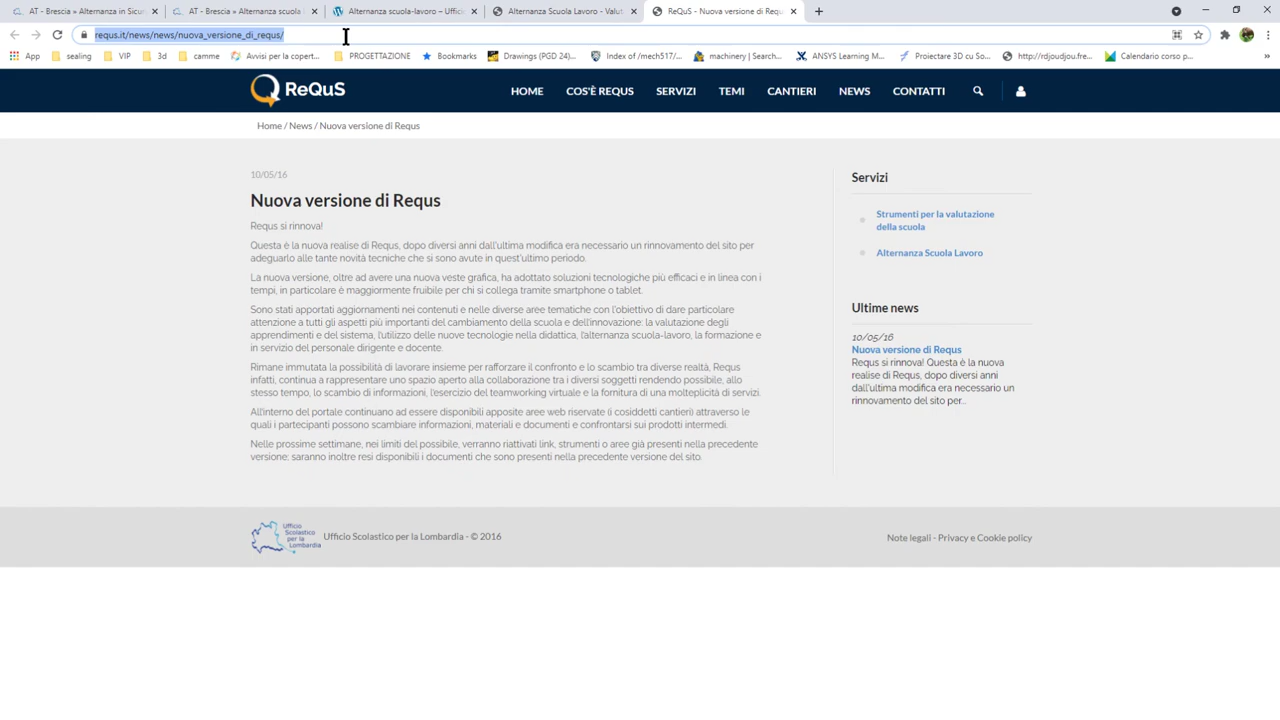 AT - Brescia » Alternanza in Sicur
AT - Brescia » Alternanza scuola
Alternanza scuola-lavoro – Uffici
Alternanza Scuola Lavoro - Valut
ReQuS - Nuova versione di Requ
requs.it/news/news/nuova_versione_di_requs/
App
sealing
VIP
3d
camme
Avvisi per la copert...
PROGETTAZIONE
Bookmarks
Drawings (PGD 24)...
Index of /mech517/...
machinery | Search...
ANSYS Learning M...
Proiectare 3D cu So...
http://rdjoudjou.fre...
Calendario corso p...
»
ReQuS
HOME
COS'È REQUS
SERVIZI
TEMI
CANTIERI
NEWS
CONTATTI
Home / News / Nuova versione di Requs
10/05/16
Nuova versione di Requs
Requs si rinnova!
Questa è la nuova realise di Requs, dopo diversi anni dall'ultima modifica era necessario un rinnovamento del sito per
adeguarlo alle tante novità tecniche che si sono avute in quest'ultimo periodo.
La nuova versione, oltre ad avere una nuova veste grafica, ha adottato soluzioni tecnologiche più efficaci e in linea con i
tempi, in particolare è maggiormente fruibile per chi si collega tramite smartphone o tablet.
Sono stati apportati aggiornamenti nei contenuti e nelle diverse aree tematiche con l'obiettivo di dare particolare
attenzione a tutti gli aspetti più importanti del cambiamento della scuola e dell'innovazione: la valutazione degli
apprendimenti e del sistema, l'utilizzo delle nuove tecnologie nella didattica, l'alternanza scuola-lavoro, la formazione e
in servizio del personale dirigente e docente.
Rimane immutata la possibilità di lavorare insieme per rafforzare il confronto e lo scambio tra diverse realtà, Requs
infatti, continua a rappresentare uno spazio aperto alla collaborazione tra i diversi soggetti rendendo possibile, allo
stesso tempo, lo scambio di informazioni, l'esercizio del teamworking virtuale e la fornitura di una molteplicità di servizi.
All'interno del portale continuano ad essere disponibili apposite aree web riservate (i cosiddetti cantieri) attraverso le
quali i partecipanti possono scambiare informazioni, materiali e documenti e confrontarsi sui prodotti intermedi.
Nelle prossime settimane, nei limiti del possibile, verranno riattivati link, strumenti o aree già presenti nella precedente
versione: saranno inoltre resi disponibili i documenti che sono presenti nella precedente versione del sito.
Servizi
Strumenti per la valutazione
della scuola
Alternanza Scuola Lavoro
Ultime news
10/05/16
Nuova versione di Requs
Requs si rinnova! Questa è la nuova
realise di Requs, dopo diversi anni
dall'ultima modifica era necessario un
rinnovamento del sito per...
Ufficio
Scolastico
per la
Lombardia
Ufficio Scolastico per la Lombardia - © 2016
Note legali - Privacy e Cookie policy